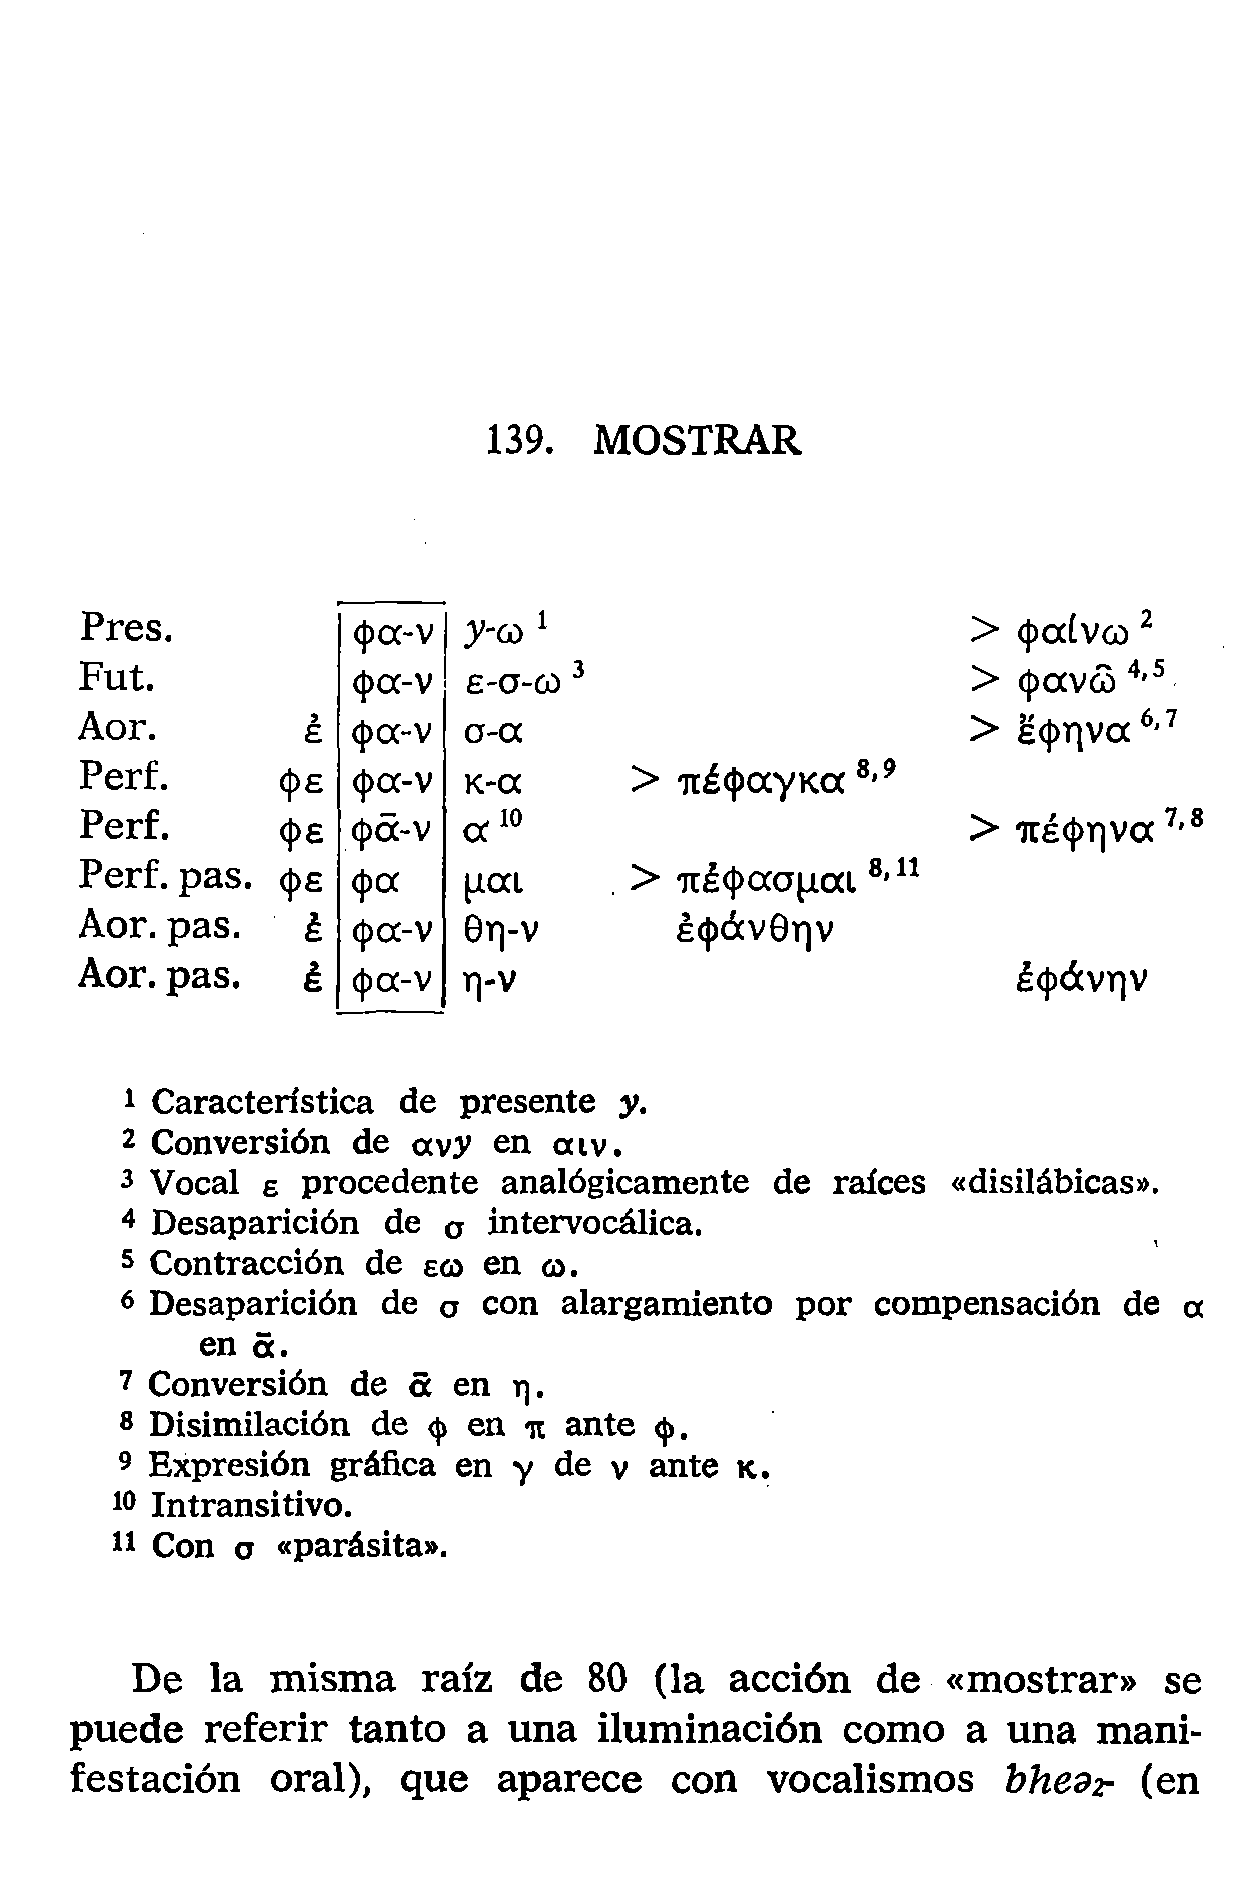 139. MOSTRAR
Pres. φα-ν y-ω ¹ > φαίνω ²
Fut. φα-ν ε-σ-ω ³ > φανῶ ⁴,⁵
Aor. ἐ φα-ν σ-α > ἔφηνα ⁶,⁷
Perf. φε φα-ν κ-α > πέφαγκα ⁸,⁹
Perf. φε φᾱ-ν α ¹⁰ > πέφηνα ⁷,⁸
Perf. pas. φε φα μαι > πέφασμαι ⁸,¹¹
Aor. pas. ἐ φα-ν θη-ν ἐφάνθην
Aor. pas. ἐ φα-ν η-ν ἐφάνην
¹ Característica de presente y.
² Conversión de ανy en αιν.
³ Vocal ε procedente analógicamente de raíces «disilábicas».
⁴ Desaparición de σ intervocálica.
⁵ Contracción de εω en ω.
⁶ Desaparición de σ con alargamiento por compensación de α
en ᾱ.
⁷ Conversión de ᾱ en η.
⁸ Disimilación de φ en π ante φ.
⁹ Expresión gráfica en γ de ν ante κ.
¹⁰ Intransitivo.
¹¹ Con σ «parásita».
De la misma raíz de 80 (la acción de «mostrar» se
puede referir tanto a una iluminación como a una mani-
festación oral), que aparece con vocalismos bheə₂- (en